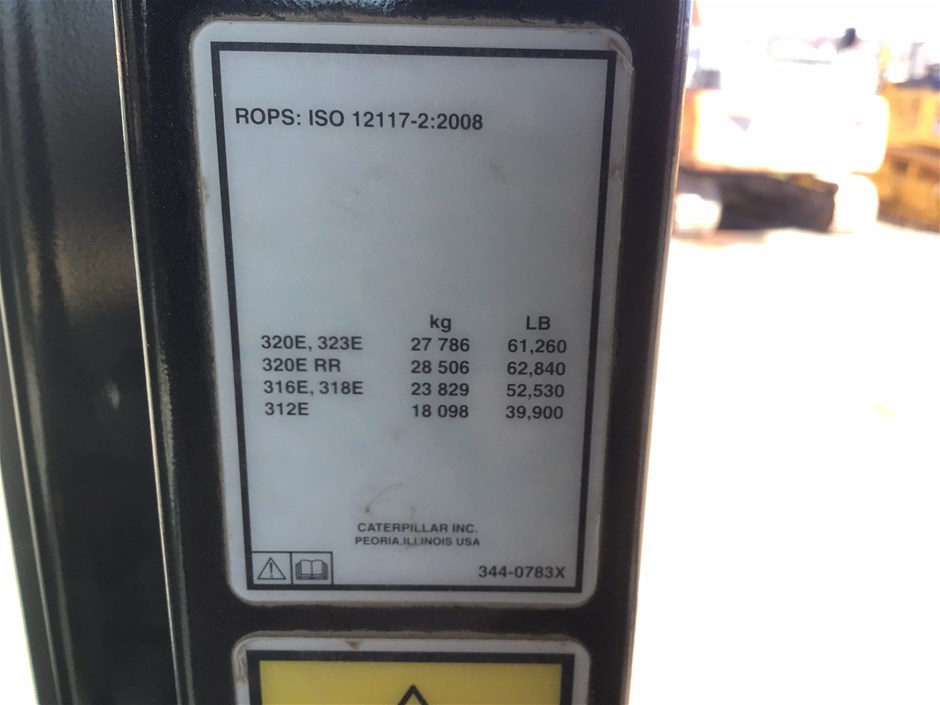 ROPS: ISO 12117-2:2008
kg LB
320E, 323E 27 786 61,260
320E RR 28 506 62,840
316E, 318E 23 829 52,530
312E 18 098 39,900
CATERPILLAR INC.
PEORIA,ILLINOIS USA
344-0783X